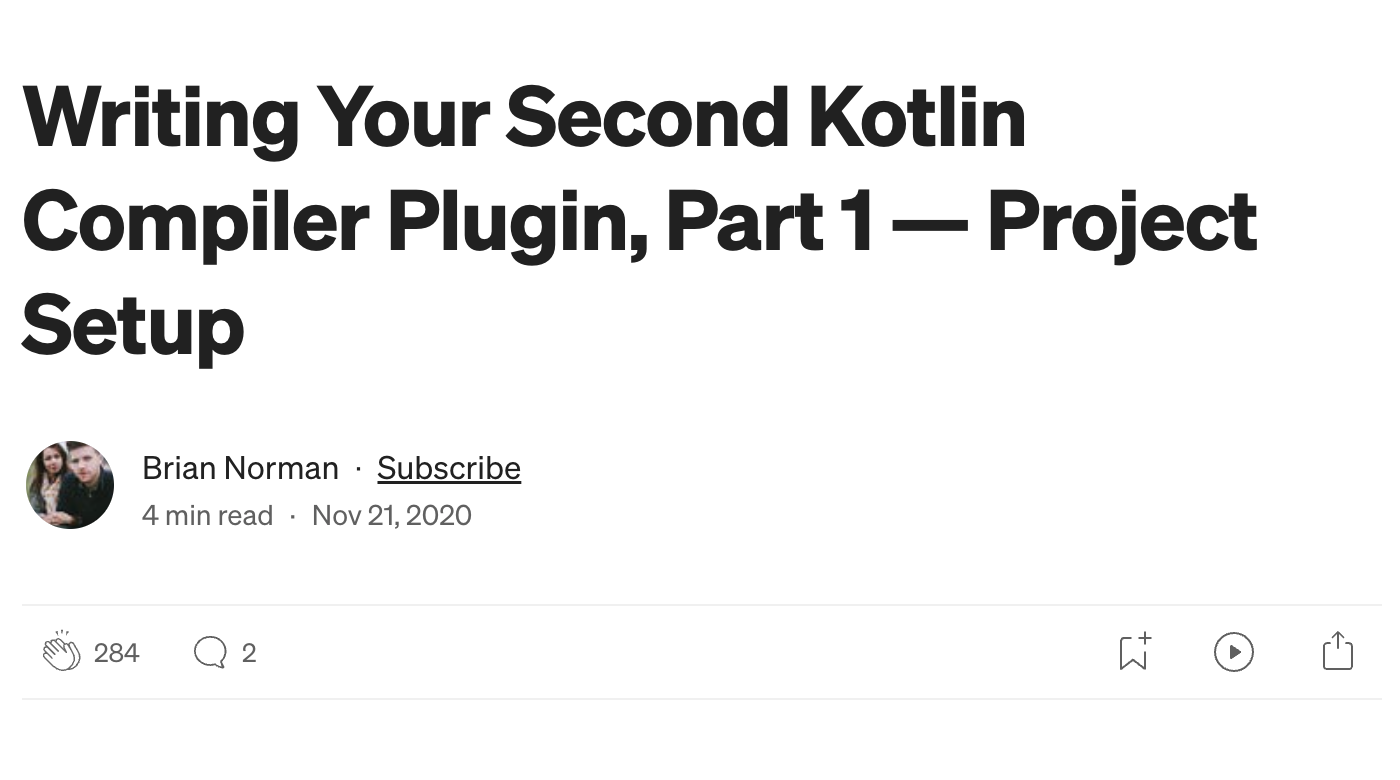 Writing Your Second Kotlin
Compiler Plugin, Part 1 — Project
Setup
Brian Norman · Subscribe
4 min read · Nov 21, 2020
284 2